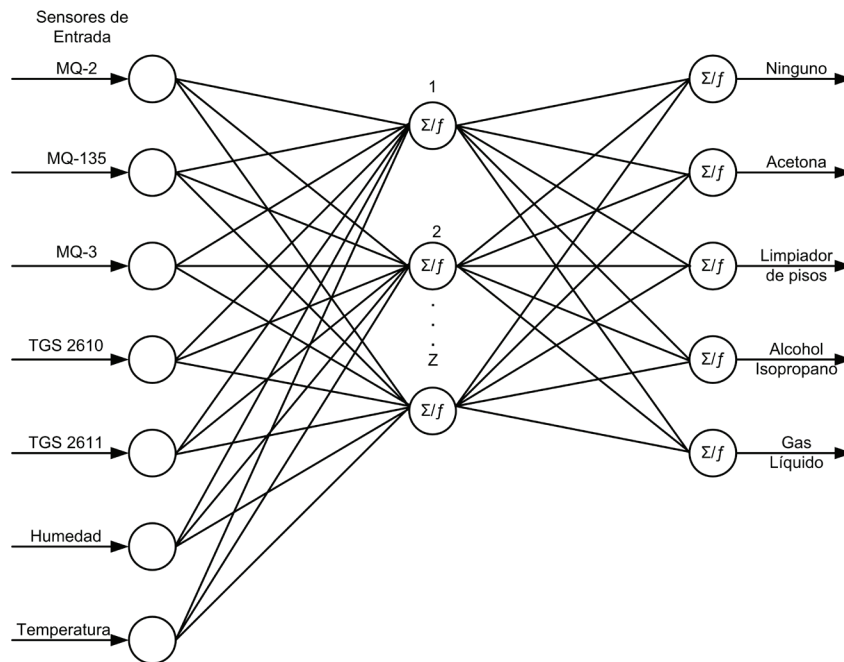 Sensores de
Entrada
MQ-2
MQ-135
MQ-3
TGS 2610
TGS 2611
Humedad
Temperatura
1
Σ/ƒ
2
Σ/ƒ
.
.
.
Z
Σ/ƒ
Σ/ƒ
Ninguno
Σ/ƒ
Acetona
Σ/ƒ
Limpiador
de pisos
Σ/ƒ
Alcohol
Isopropano
Σ/ƒ
Gas
Líquido